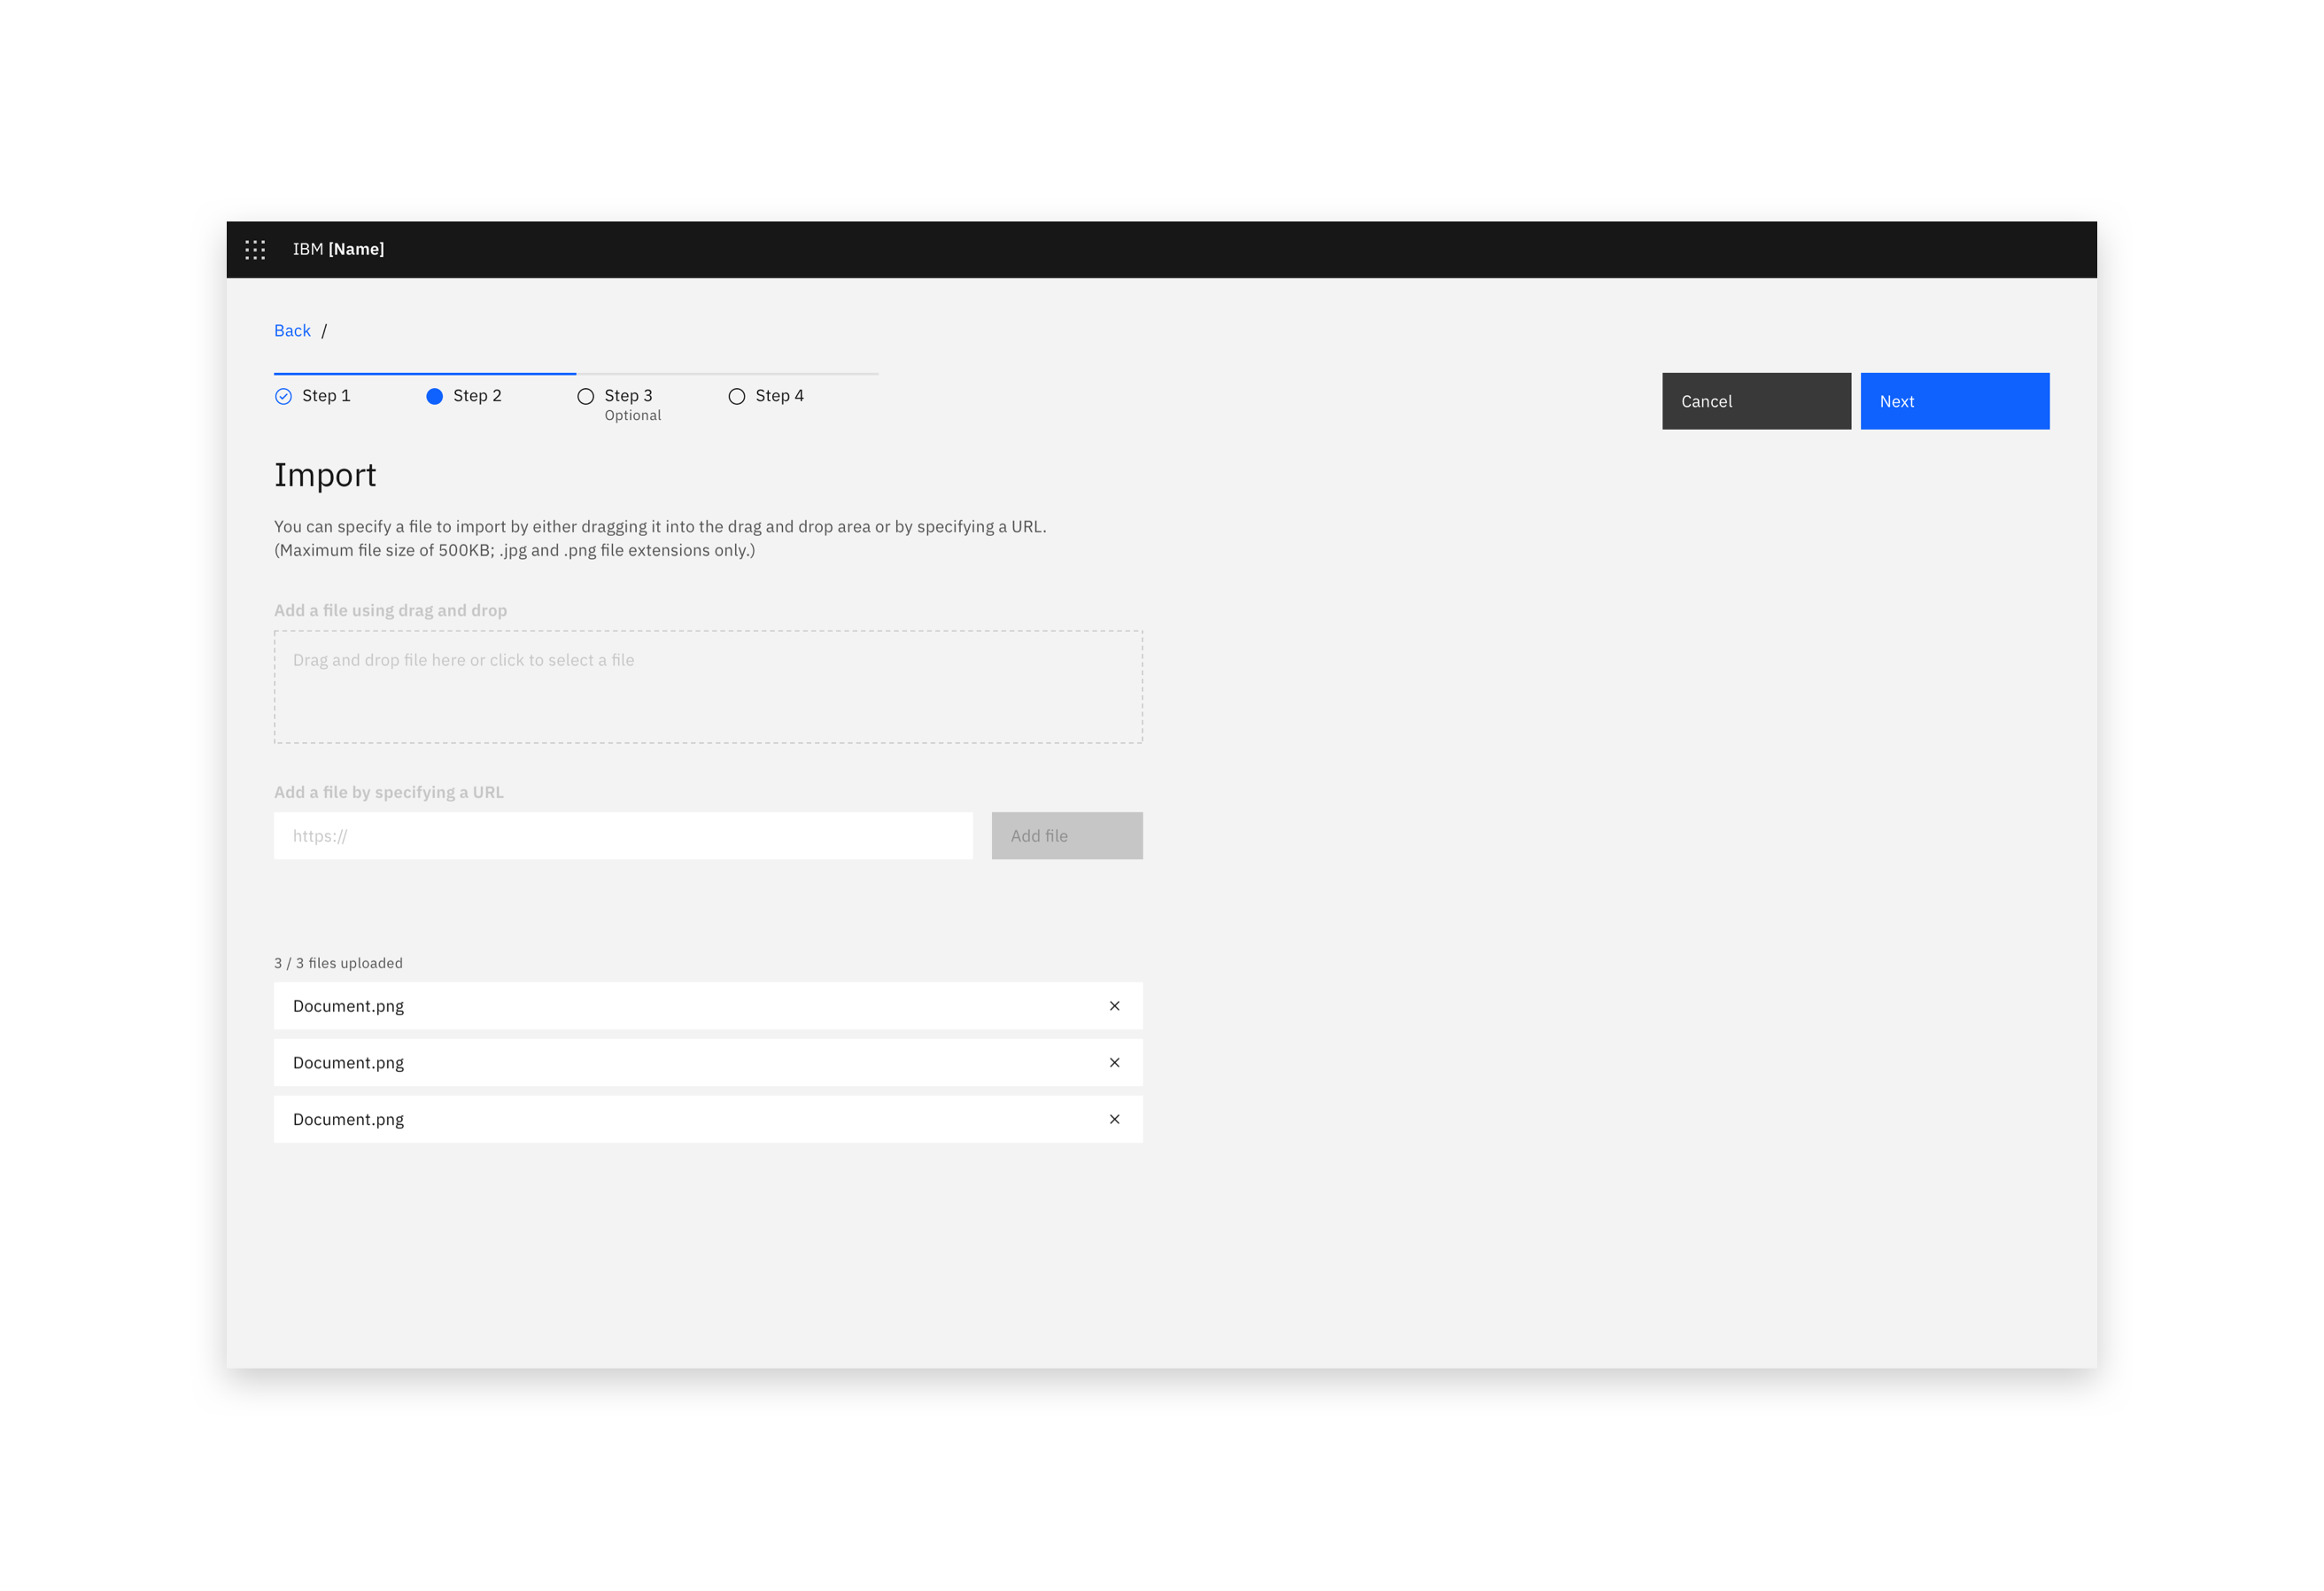 IBM [Name]
Back /
Step 1
Step 2
Step 3
Optional
Step 4
Cancel
Next
Import
You can specify a file to import by either dragging it into the drag and drop area or by specifying a URL.
(Maximum file size of 500KB; .jpg and .png file extensions only.)
Add a file using drag and drop
Drag and drop file here or click to select a file
Add a file by specifying a URL
https://
Add file
3 / 3 files uploaded
Document.png
Document.png
Document.png